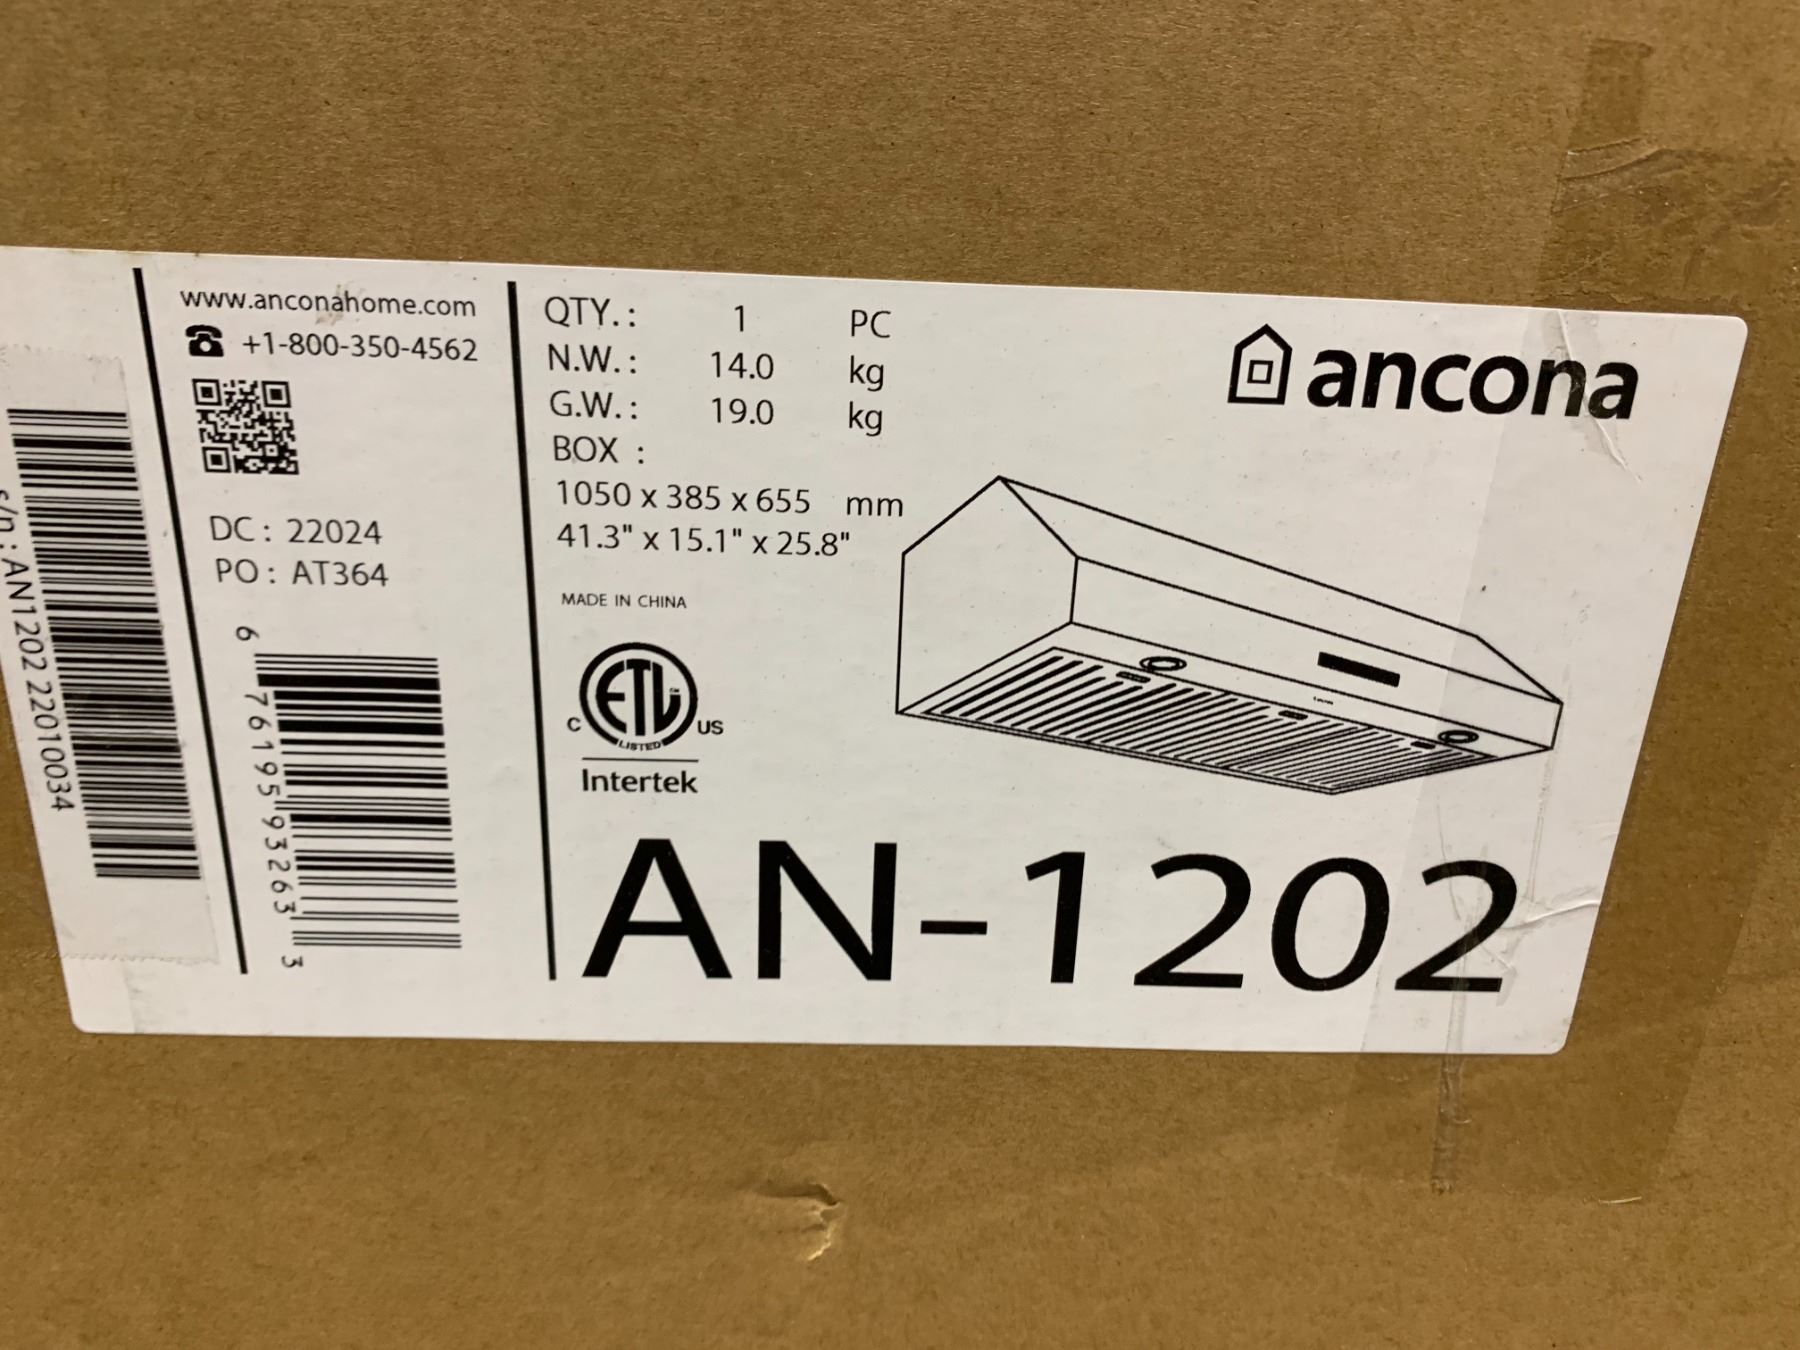 s/n : AN1202 22010034
www.anconahome.com
+1-800-350-4562
DC : 22024
PO : AT364
6 76195 93263 3
QTY. : 1 PC
N.W. : 14.0 kg
G.W. : 19.0 kg
BOX :
1050 x 385 x 655 mm
41.3" x 15.1" x 25.8"
MADE IN CHINA
C ETL US
LISTED
Intertek
ancona
AN-1202